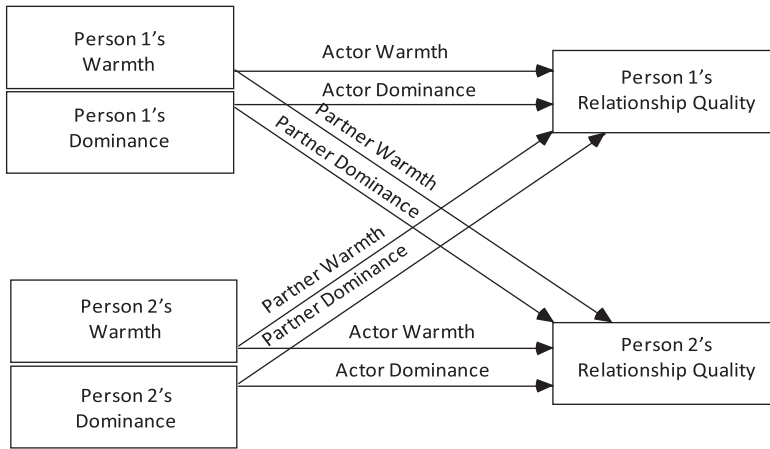 Person 1’s
Warmth
Person 1’s
Dominance
Actor Warmth
Actor Dominance
Partner Warmth
Partner Dominance
Person 1’s
Relationship Quality
Person 2’s
Warmth
Person 2’s
Dominance
Partner Warmth
Partner Dominance
Actor Warmth
Actor Dominance
Person 2’s
Relationship Quality